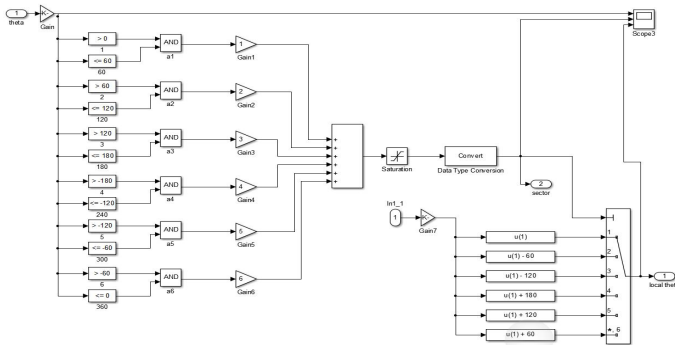 1
theta
K-
Gain
> 0
1
<= 60
60
AND
a1
1
Gain1
> 60
2
<= 120
120
AND
a2
2
Gain2
> 120
3
<= 180
180
AND
a3
3
Gain3
> -180
4
<= -120
240
AND
a4
4
Gain4
> -120
5
<= -60
300
AND
a5
5
Gain5
> -60
6
<= 0
360
AND
a6
6
Gain6
+
+
+
+
+
+
Saturation
Convert
Data Type Conversion
2
sector
Scope3
In1_1
1
K-
Gain7
u(1)
u(1) - 60
u(1) - 120
u(1) + 180
u(1) + 120
u(1) + 60
1
2
3
4
5
*, 6
1
local thet